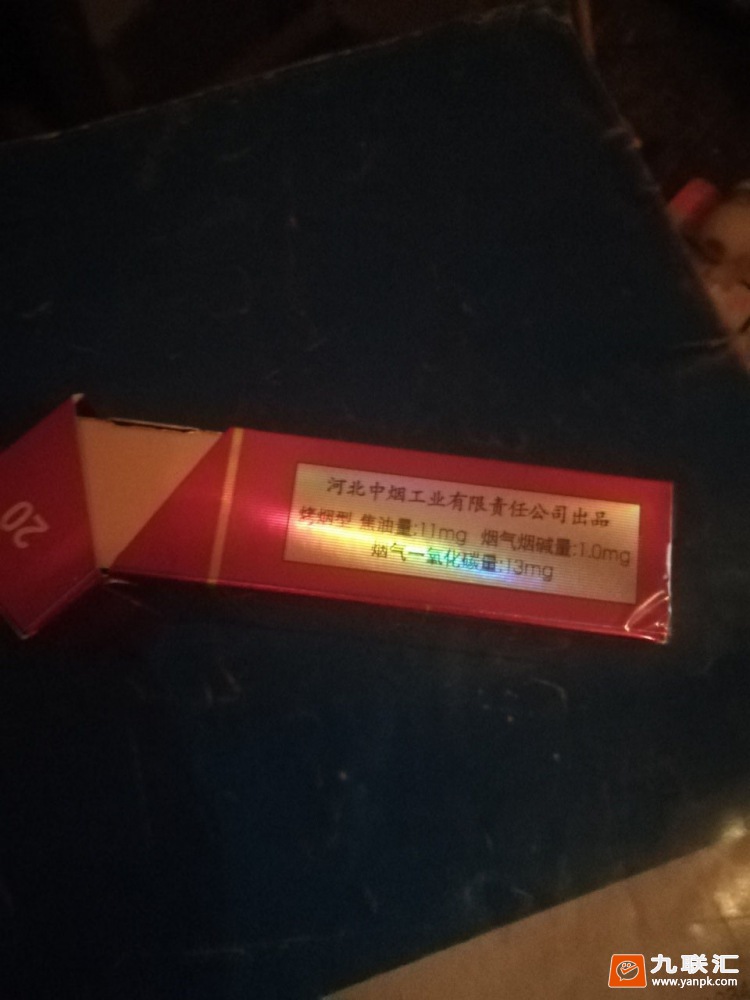 20
河北中烟工业有限责任公司出品
烤烟型 焦油量:11mg 烟气烟碱量:1.0mg
烟气一氧化碳量:13mg
九联汇
www.yanpk.com